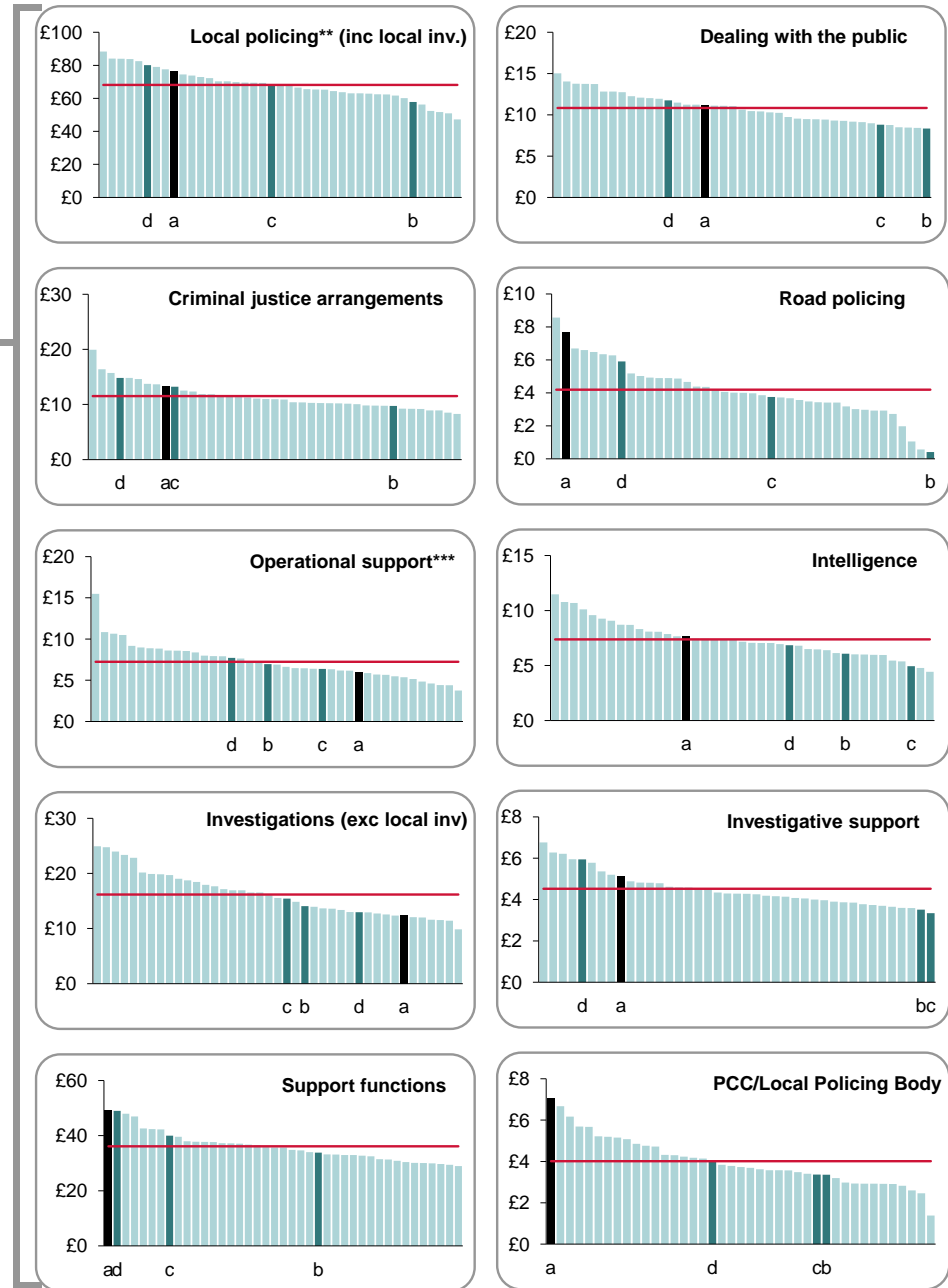 Local policing** (inc local inv.)
£100
£80
£60
£40
£20
£0
d a c b
Dealing with the public
£20
£15
£10
£5
£0
d a c b
Criminal justice arrangements
£30
£20
£10
£0
d ac b
Road policing
£10
£8
£6
£4
£2
£0
a d c b
Operational support***
£20
£15
£10
£5
£0
d b c a
Intelligence
£15
£10
£5
£0
a d b c
Investigations (exc local inv)
£30
£20
£10
£0
c b d a
Investigative support
£8
£6
£4
£2
£0
d a bc
Support functions
£60
£40
£20
£0
ad c b
PCC/Local Policing Body
£8
£6
£4
£2
£0
a d cb